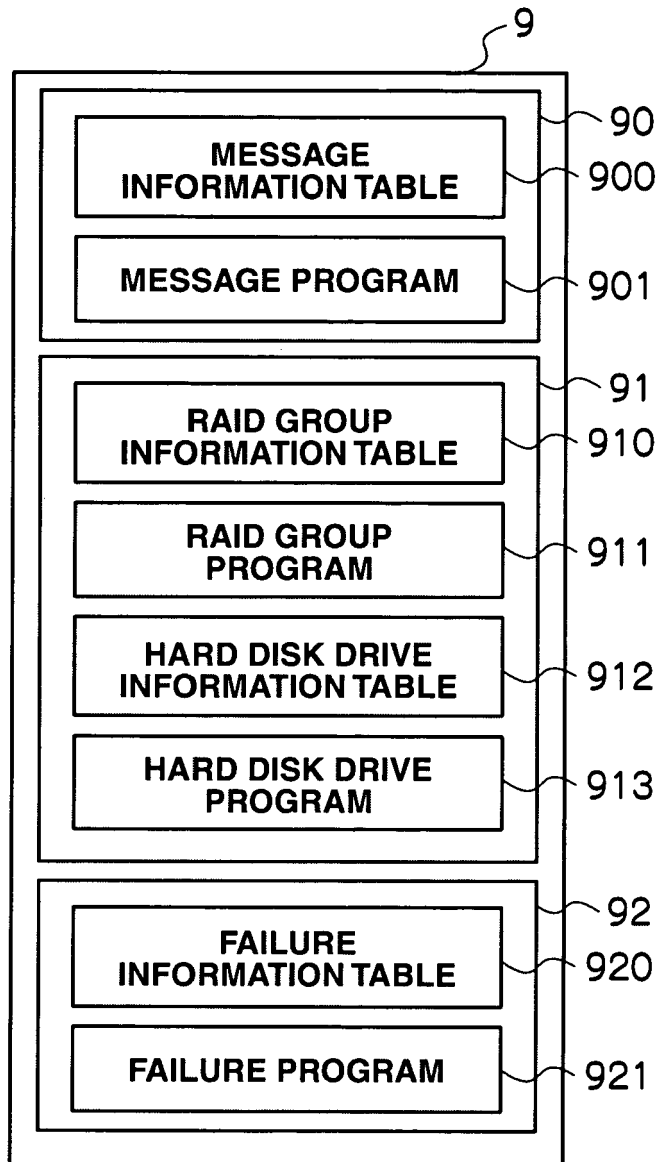 9
90
MESSAGE
INFORMATION TABLE
900
MESSAGE PROGRAM
901
91
RAID GROUP
INFORMATION TABLE
910
RAID GROUP
PROGRAM
911
HARD DISK DRIVE
INFORMATION TABLE
912
HARD DISK DRIVE
PROGRAM
913
92
FAILURE
INFORMATION TABLE
920
FAILURE PROGRAM
921